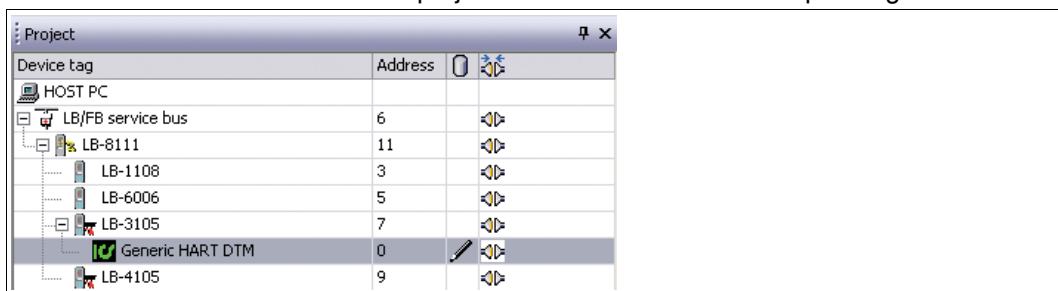 Project
Device tag Address
HOST PC
LB/FB service bus 6
LB-8111 11
LB-1108 3
LB-6006 5
LB-3105 7
Generic HART DTM 0
LB-4105 9